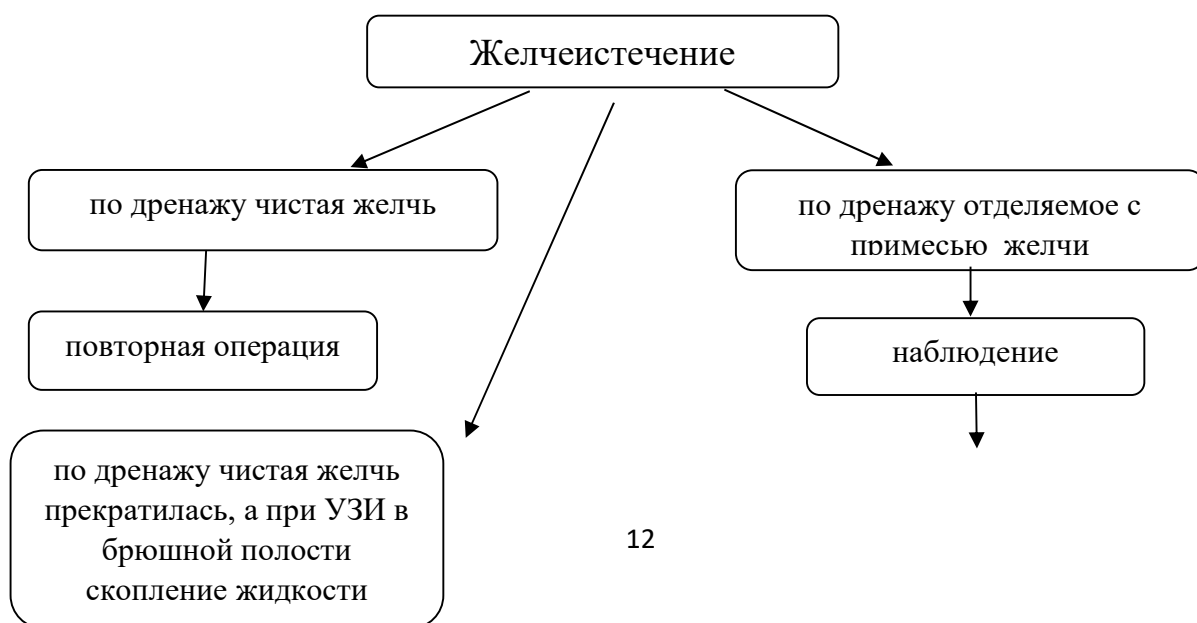 Желчеистечение
по дренажу чистая желчь
по дренажу отделяемое с
примесью желчи
повторная операция
наблюдение
по дренажу чистая желчь
прекратилась, а при УЗИ в
брюшной полости
скопление жидкости
12